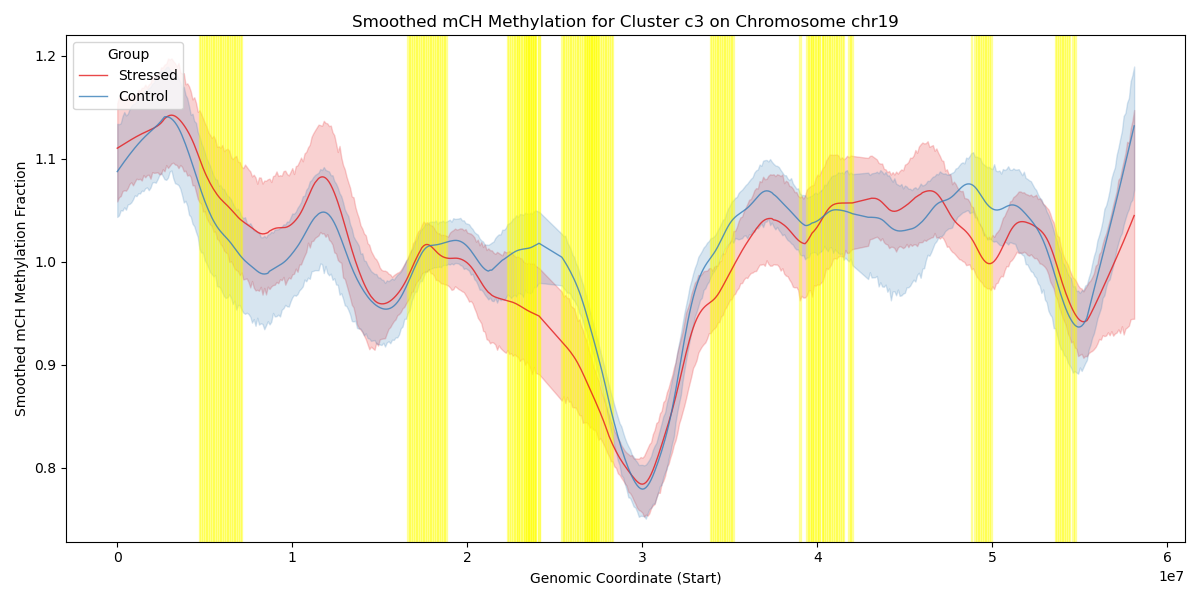 Smoothed mCH Methylation for Cluster c3 on Chromosome chr19
Group
Stressed
Control
Smoothed mCH Methylation Fraction
1.2
1.1
1.0
0.9
0.8
0 1 2 3 4 5 6
1e7
Genomic Coordinate (Start)